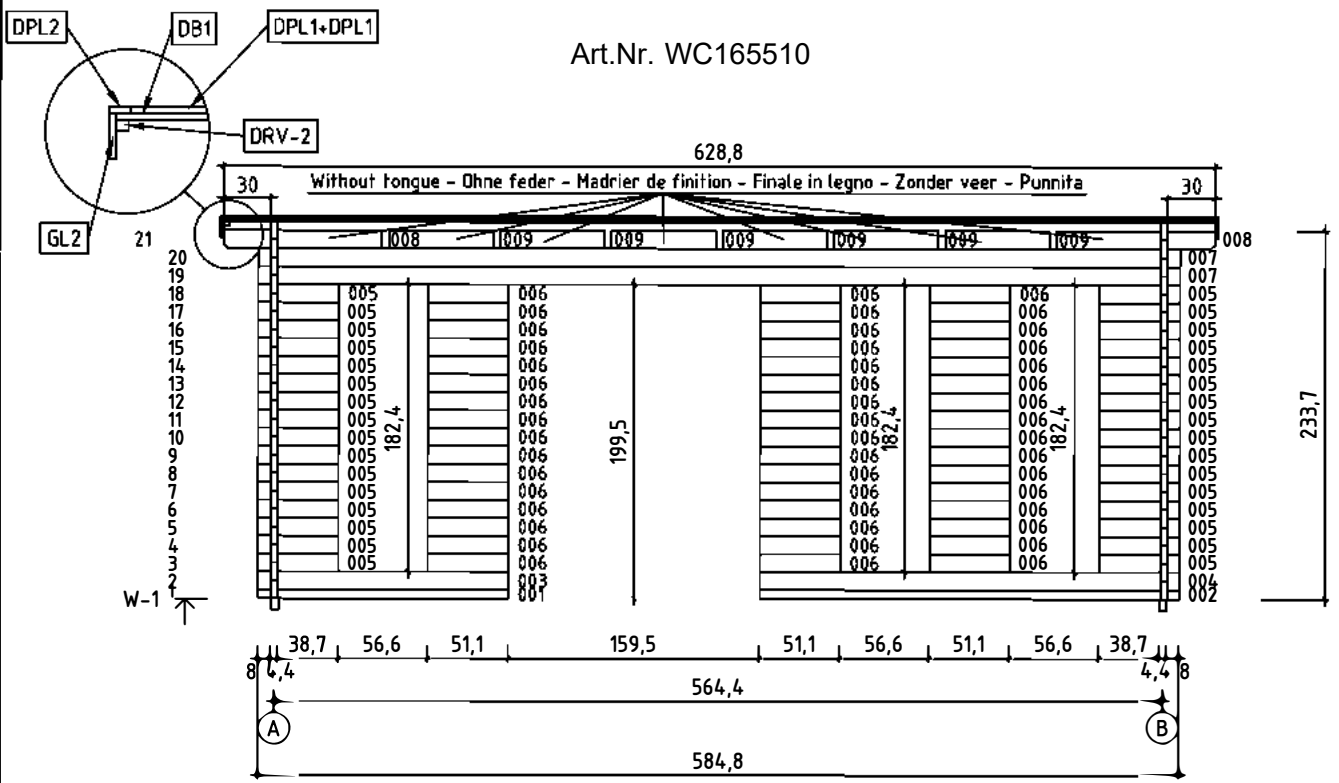 DPL2 DB1 DPL1+DPL1
Art.Nr. WC165510
DRV-2
628,8
30 Without tongue - Ohne feder - Madrier de finition - Finale in legno - Zonder veer - Punnita 30
GL2
21 008 009 009 009 009 009 009 008
20 007
19 007
18 005 006 006 006 005
17 005 006 006 006 005
16 005 006 006 006 005
15 005 006 006 006 005
14 005 006 006 006 005
13 005 006 006 006 005
12 005 006 006 006 005
11 005 006 006 006 005
10 005 006 006 006 005
9 005 006 006 006 005
8 005 006 006 006 005
7 005 006 006 006 005
6 005 006 006 006 005
5 005 006 006 006 005
4 005 006 006 006 005
3 005 006 006 006 005
2 003 004
1 001 002
182,4 199,5 182,4 182,4 233,7
W-1
38,7 56,6 51,1 159,5 51,1 56,6 51,1 56,6 38,7
8 4,4 4,4 8
564,4
A B
584,8